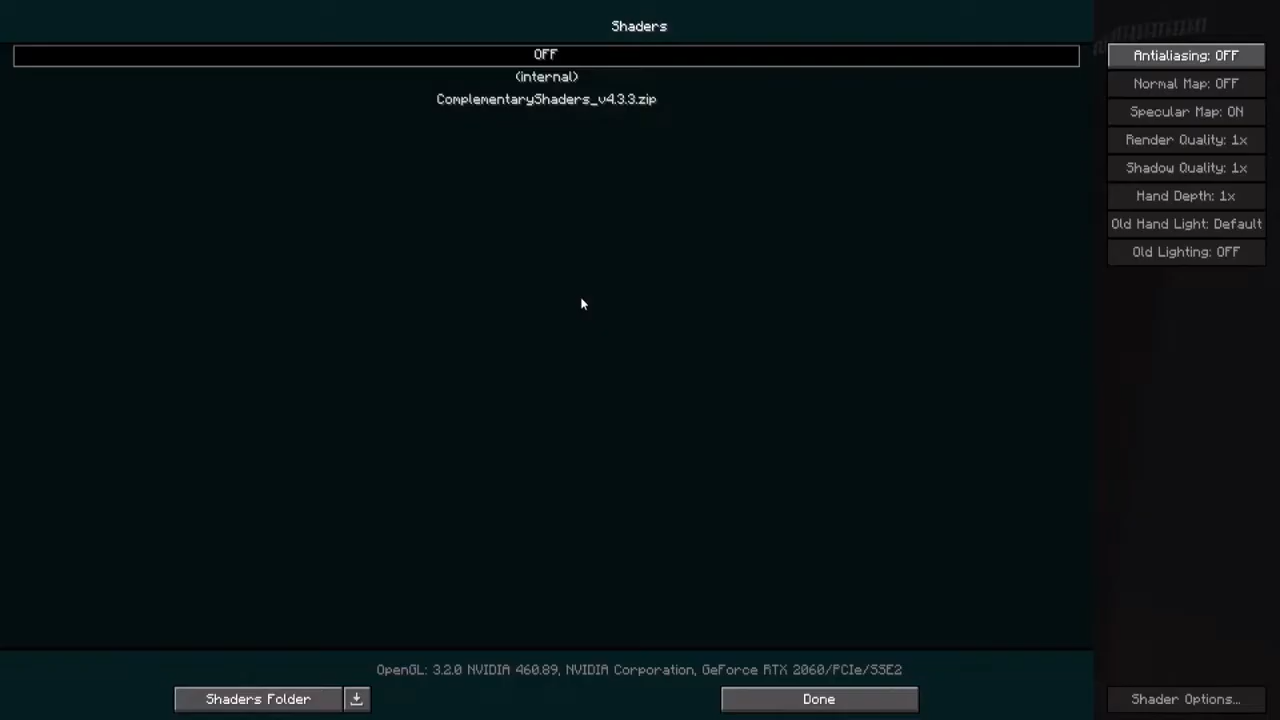 Shaders
OFF
(internal)
ComplementaryShaders_v4.3.3.zip
Antialiasing: OFF
Normal Map: OFF
Specular Map: ON
Render Quality: 1x
Shadow Quality: 1x
Hand Depth: 1x
Old Hand Light: Default
Old Lighting: OFF
OpenGL: 3.2.0 NVIDIA 460.89, NVIDIA Corporation, GeForce RTX 2060/PCIe/SSE2
Shaders Folder
Done
Shader Options...